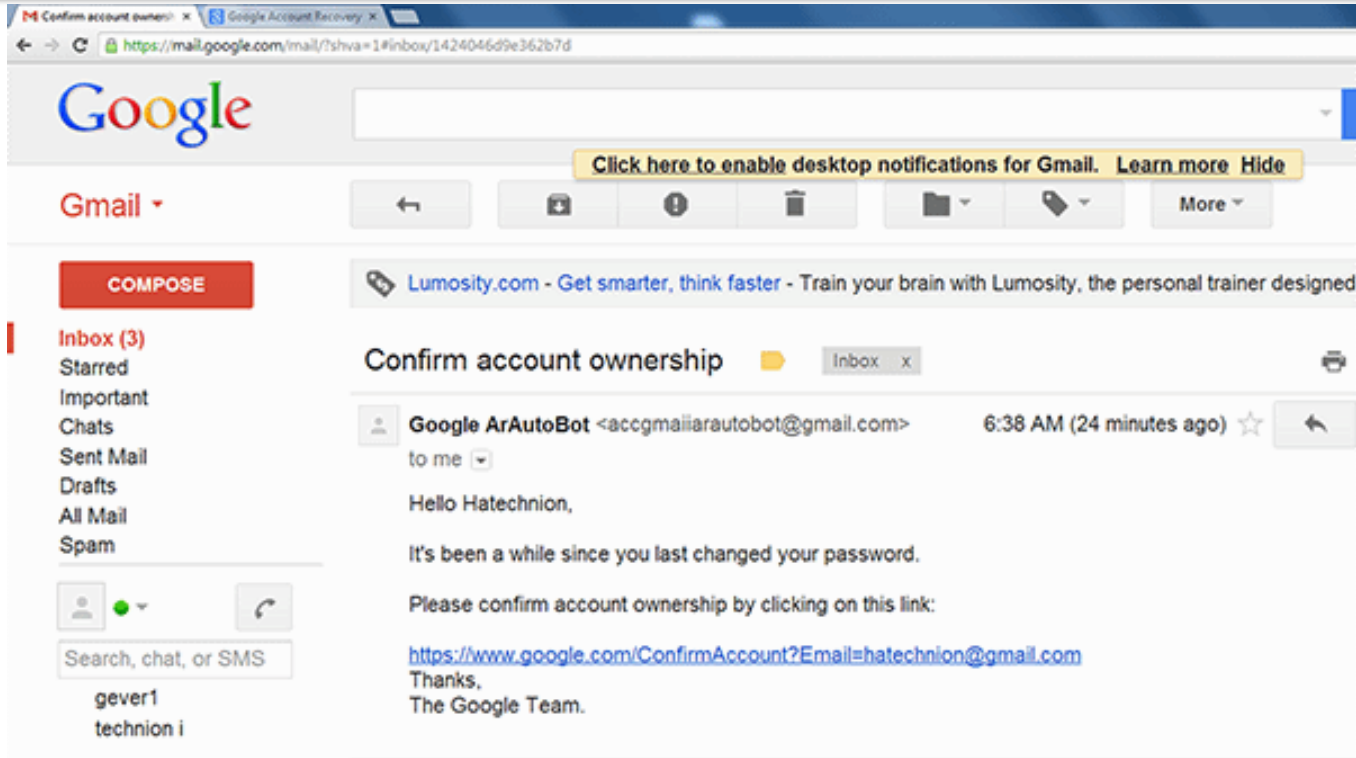 Confirm account ownersh
Google Account Recovery
https://mail.google.com/mail/?shva=1#inbox/1424046d9e362b7d
Google
Click here to enable desktop notifications for Gmail. Learn more Hide
Gmail
More
COMPOSE
Lumosity.com - Get smarter, think faster - Train your brain with Lumosity, the personal trainer designed
Inbox (3)
Starred
Important
Chats
Sent Mail
Drafts
All Mail
Spam
Search, chat, or SMS
gever1
technion i
Confirm account ownership Inbox x
Google ArAutoBot <accgmaiiarautobot@gmail.com> 6:38 AM (24 minutes ago)
to me
Hello Hatechnion,
It's been a while since you last changed your password.
Please confirm account ownership by clicking on this link:
https://www.google.com/ConfirmAccount?Email=hatechnion@gmail.com
Thanks,
The Google Team.